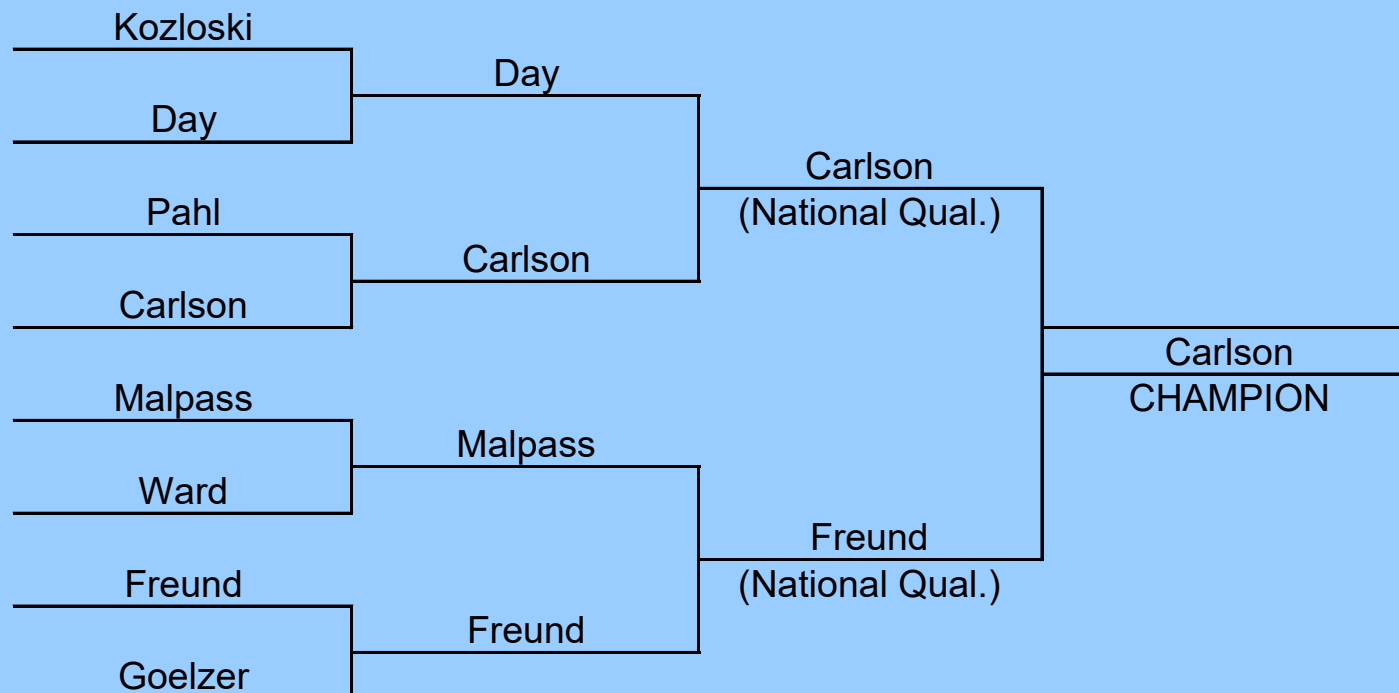 Kozloski
Day
Day
Carlson
(National Qual.)
Pahl
Carlson
Carlson
Carlson
CHAMPION
Malpass
Malpass
Ward
Freund
(National Qual.)
Freund
Freund
Goelzer